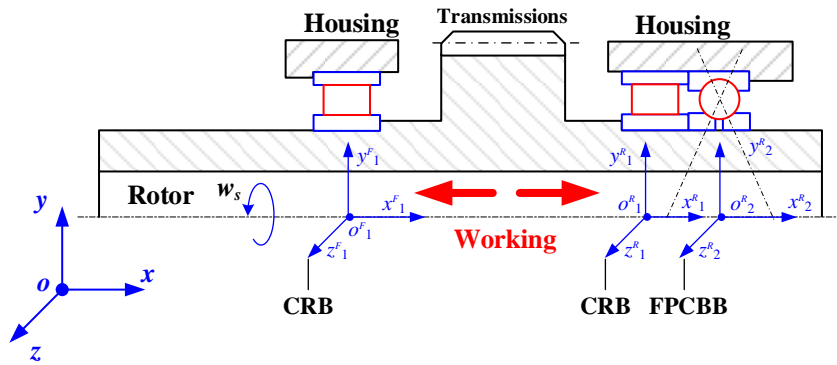 Housing
Transmissions
Housing
y^F_1
y^R_1
y^R_2
Rotor
w_s
x^F_1
o^F_1
z^F_1
Working
o^R_1
x^R_1
z^R_1
o^R_2
x^R_2
z^R_2
y
o
x
z
CRB
CRB
FPCBB